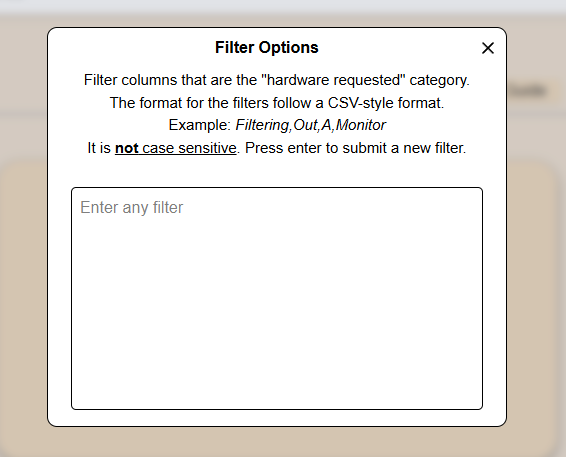 Filter Options
Filter columns that are the "hardware requested" category.
The format for the filters follow a CSV-style format.
Example: Filtering,Out,A,Monitor
It is not case sensitive. Press enter to submit a new filter.
Enter any filter